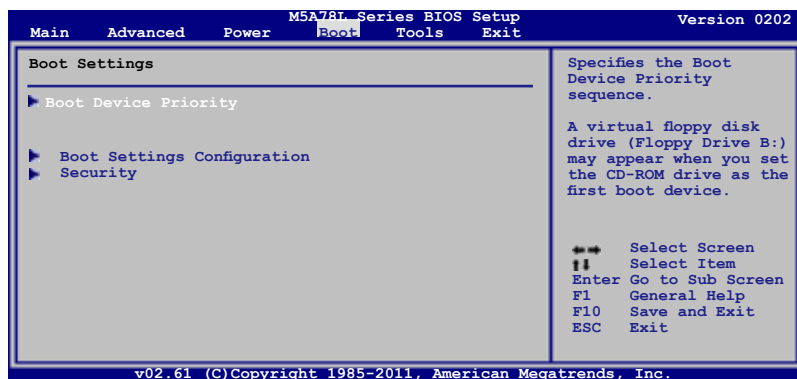 M5A78L Series BIOS Setup
Version 0202
Main Advanced Power Boot Tools Exit
Boot Settings
Boot Device Priority
Boot Settings Configuration
Security
Specifies the Boot
Device Priority
sequence.
A virtual floppy disk
drive (Floppy Drive B:)
may appear when you set
the CD-ROM drive as the
first boot device.
←→ Select Screen
↑↓ Select Item
Enter Go to Sub Screen
F1 General Help
F10 Save and Exit
ESC Exit
v02.61 (C)Copyright 1985-2011, American Megatrends, Inc.